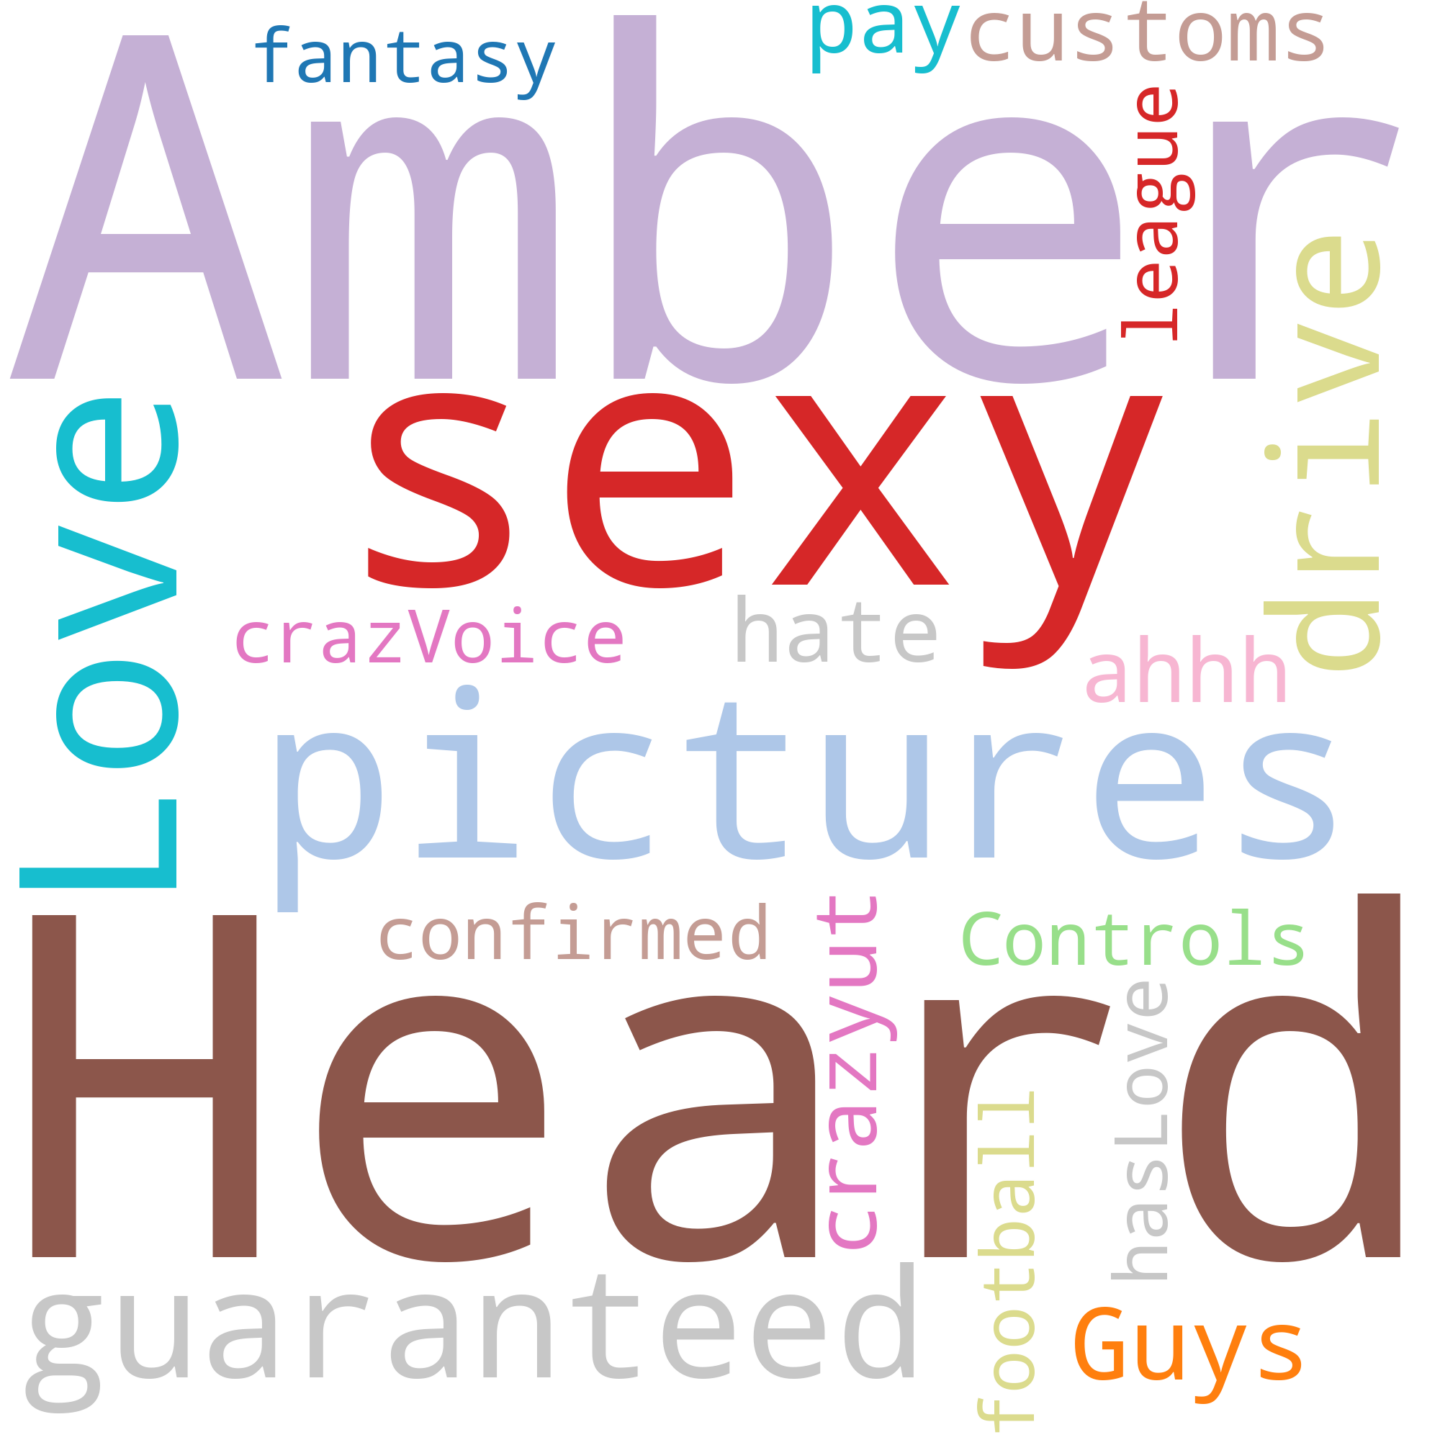 fantasy
pay
customs
Amber
league
drive
Love
sexy
crazVoice
hate
ahhh
pictures
confirmed
Controls
crazyut
Heard
hasLove
football
guaranteed
Guys